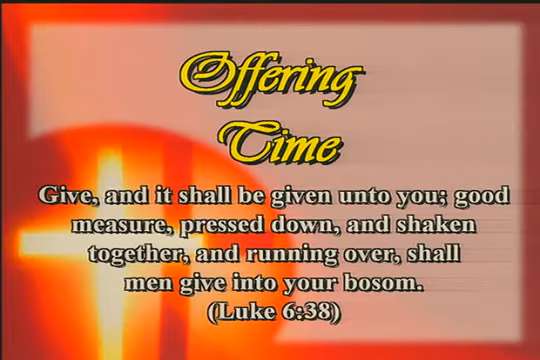 Offering
Time
Give, and it shall be given unto you; good
measure, pressed down, and shaken
together, and running over, shall
men give into your bosom.
(Luke 6:38)